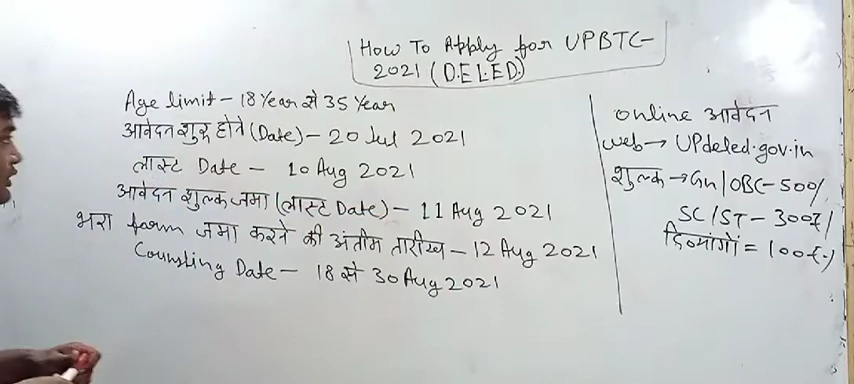 How To Apply for UPBTC-
2021 (D.EL.ED.)
Age limit - 18 Year से 35 Year
आवेदन शुरू होने (Date) - 20 Jul 2021
लास्ट Date - 10 Aug 2021
आवेदन शुल्क जमा (लास्ट Date) - 11 Aug 2021
भरा form जमा करने की अंतीम तारीख - 12 Aug 2021
Date - 18 से 30 Aug 2021
online आवेदन
web → UPdeled.gov.in
शुल्क → Gn/OBC - 500/
SC/ST - 300₹/
= 100₹/